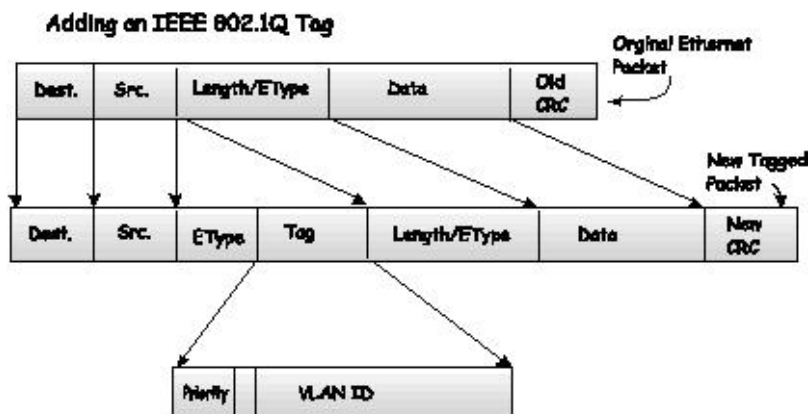 Adding an IEEE 802.1Q Tag
Orginal Ethernet
Packet
Dest. Src. Length/EType Data Old
CRC
New Tagged
Packet
Dest. Src. EType Tag Length/EType Data New
CRC
Priority VLAN ID